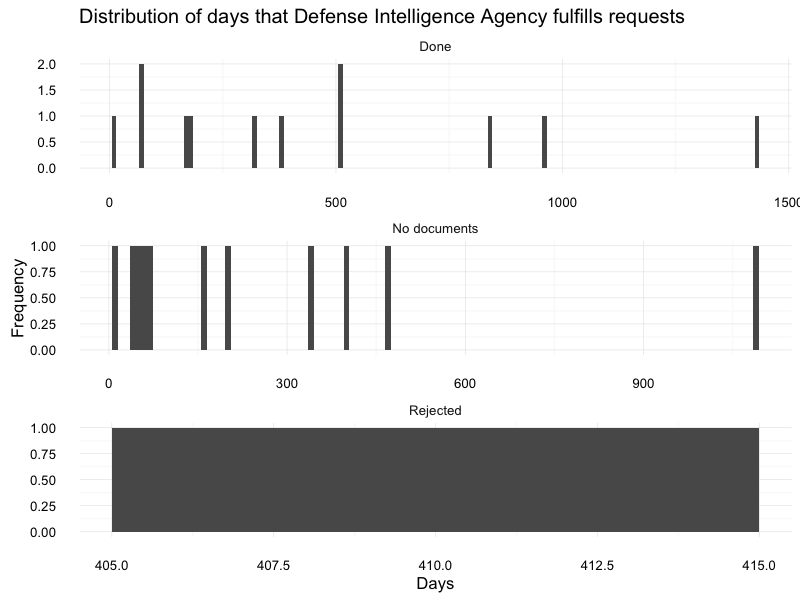 Distribution of days that Defense Intelligence Agency fulfills requests
Done
2.0
1.5
1.0
0.5
0.0
0 500 1000 1500
No documents
1.00
0.75
0.50
0.25
0.00
0 300 600 900
Frequency
Rejected
1.00
0.75
0.50
0.25
0.00
405.0 407.5 410.0 412.5 415.0
Days